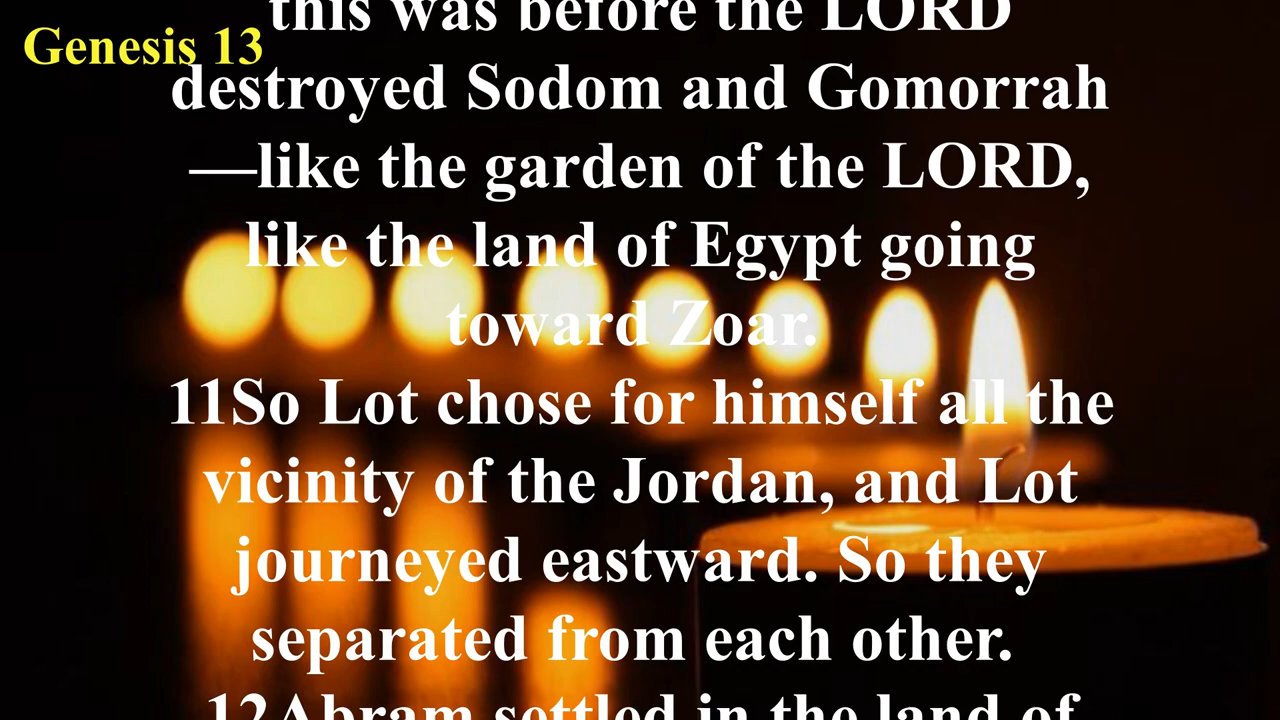 Genesis 13
this was before the LORD
destroyed Sodom and Gomorrah
—like the garden of the LORD,
like the land of Egypt going
toward Zoar.
11So Lot chose for himself all the
vicinity of the Jordan, and Lot
journeyed eastward. So they
separated from each other.
12Abram settled in the land of